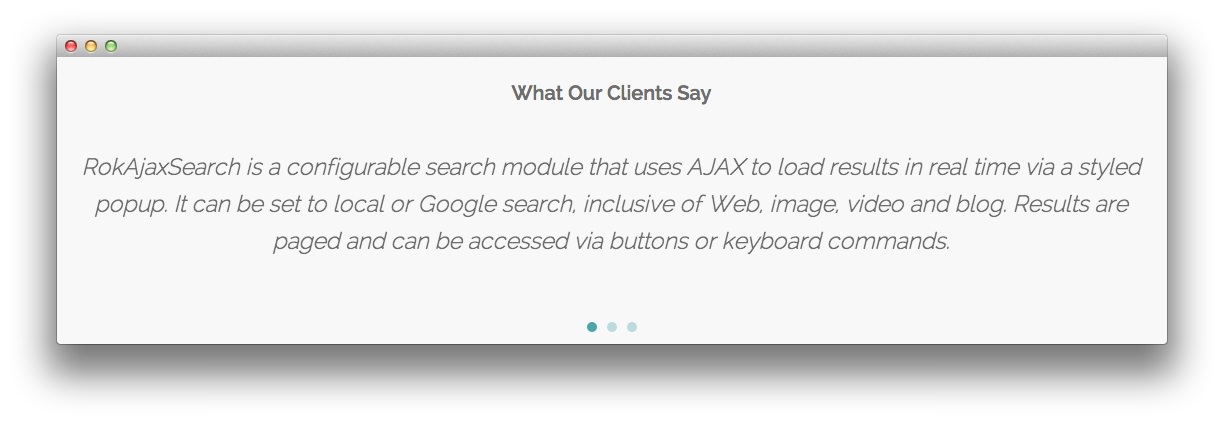 What Our Clients Say
RokAjaxSearch is a configurable search module that uses AJAX to load results in real time via a styled
popup. It can be set to local or Google search, inclusive of Web, image, video and blog. Results are
paged and can be accessed via buttons or keyboard commands.